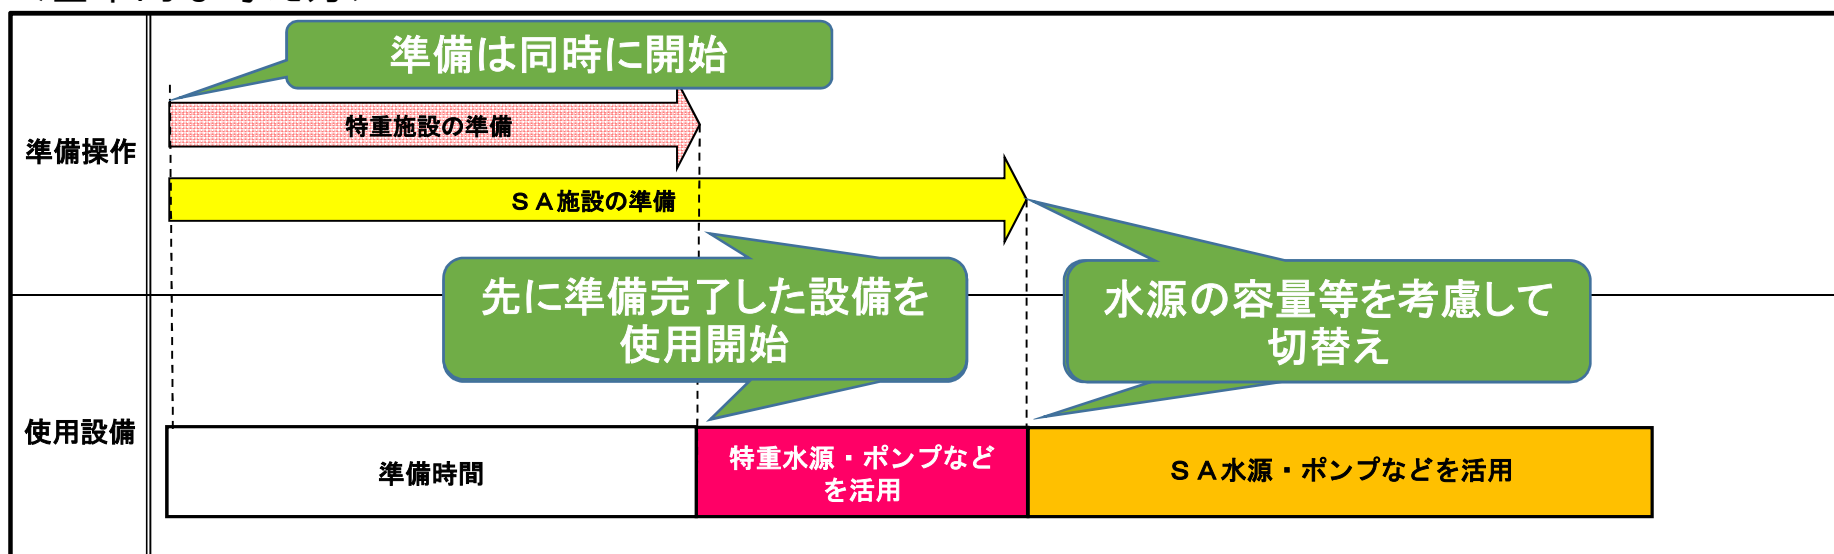 準備は同時に開始
特重施設の準備
準備操作
ＳＡ施設の準備
先に準備完了した設備を
使用開始
水源の容量等を考慮して
切替え
使用設備
準備時間
特重水源・ポンプなど
を活用
ＳＡ水源・ポンプなどを活用